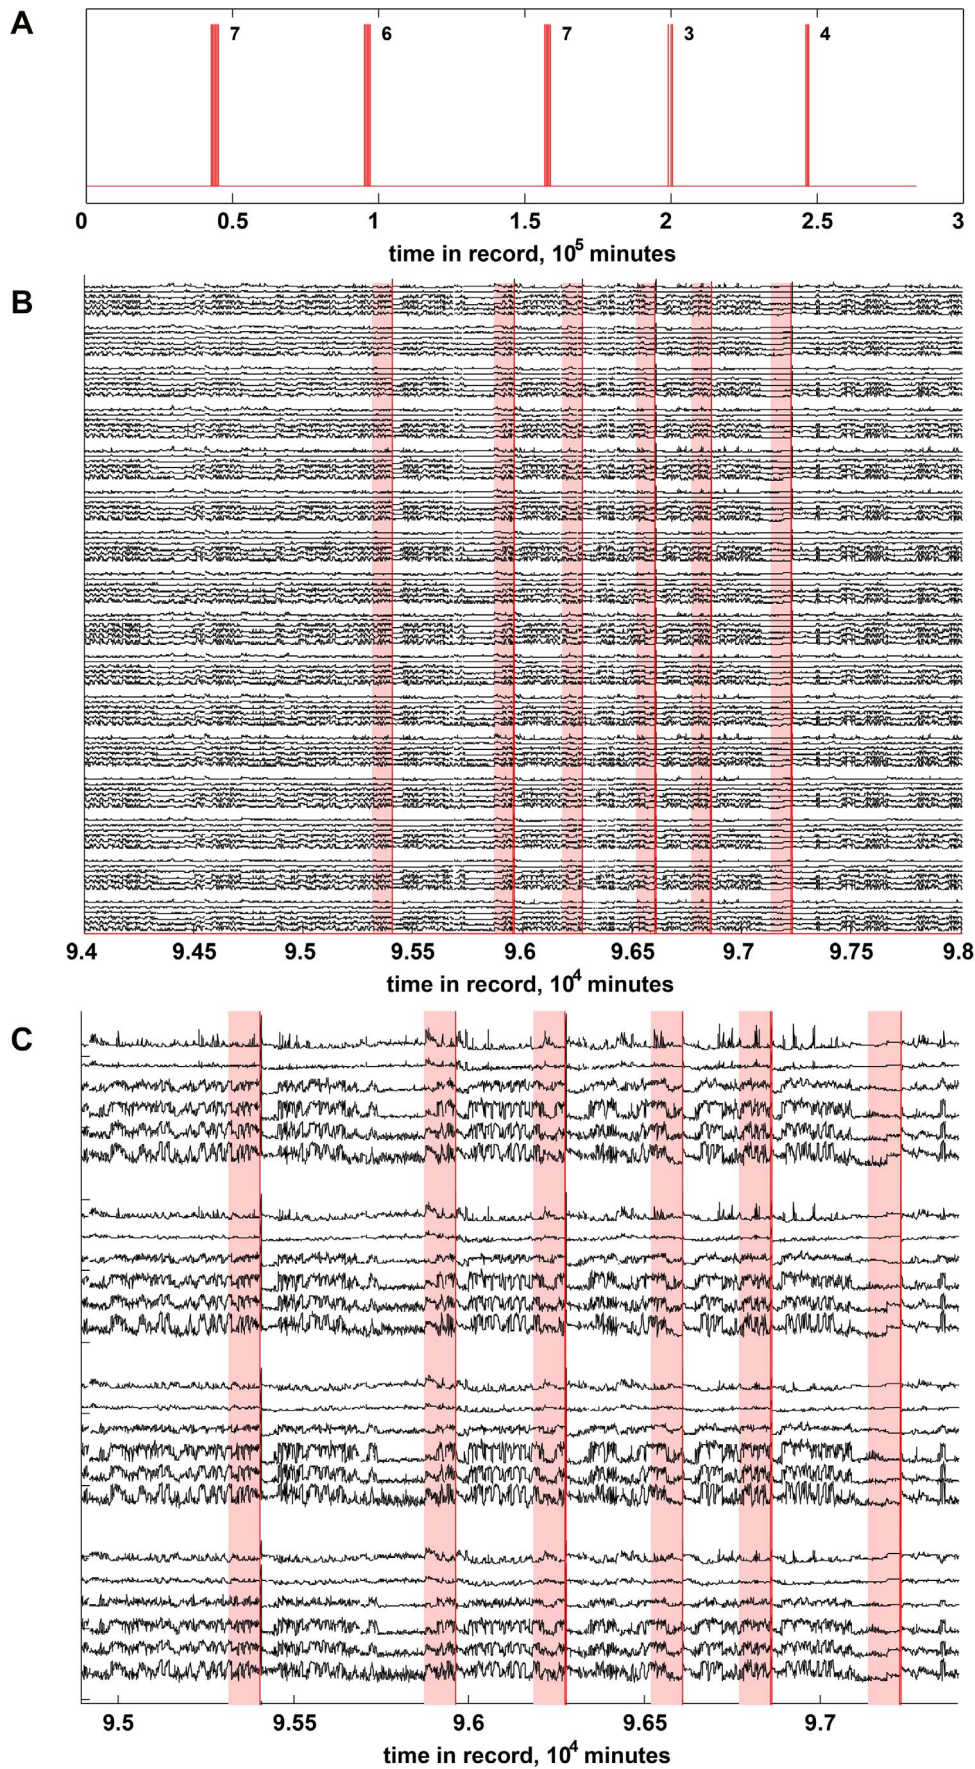 A
7 6 7 3 4
0 0.5 1 1.5 2 2.5 3
time in record, 10⁵ minutes
B
9.4 9.45 9.5 9.55 9.6 9.65 9.7 9.75 9.8
time in record, 10⁴ minutes
C
9.5 9.55 9.6 9.65 9.7
time in record, 10⁴ minutes